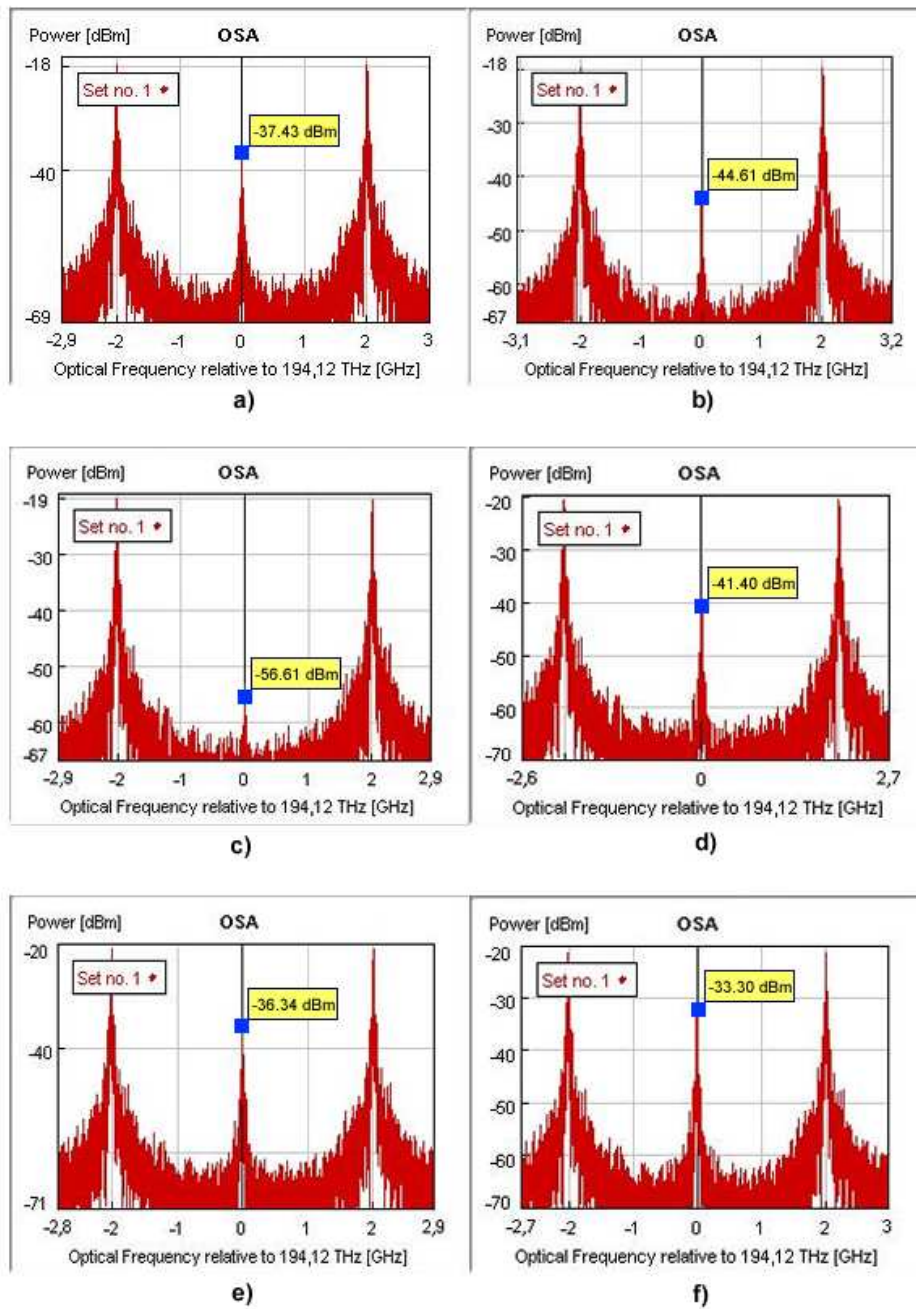 Power [dBm] OSA
-18
Set no. 1
-37.43 dBm
-40
-69
-2,9 -2 -1 0 1 2 3
Optical Frequency relative to 194,12 THz [GHz]
a)
Power [dBm] OSA
-18
Set no. 1
-30
-40
-44.61 dBm
-50
-60
-67
-3,1 -2 -1 0 1 2 3,2
Optical Frequency relative to 194,12 THz [GHz]
b)
Power [dBm] OSA
-19
Set no. 1
-30
-40
-50
-56.61 dBm
-60
-67
-2,9 -2 -1 0 1 2 2,9
Optical Frequency relative to 194,12 THz [GHz]
c)
Power [dBm] OSA
-20
Set no. 1
-30
-41.40 dBm
-40
-50
-60
-70
-2,6 0 2,7
Optical Frequency relative to 194,12 THz [GHz]
d)
Power [dBm] OSA
-20
Set no. 1
-36.34 dBm
-40
-71
-2,8 -2 -1 0 1 2 2,9
Optical Frequency relative to 194,12 THz [GHz]
e)
Power [dBm] OSA
-20
Set no. 1
-33.30 dBm
-30
-40
-50
-60
-70
-2,7 -2 -1 0 1 2 3
Optical Frequency relative to 194,12 THz [GHz]
f)